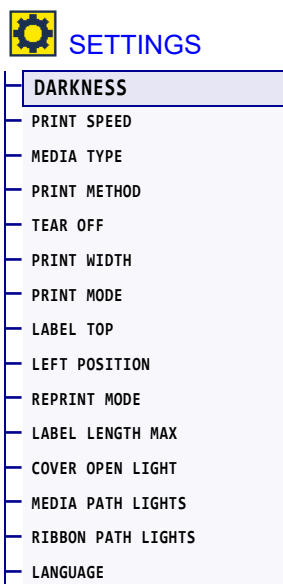 SETTINGS
DARKNESS
PRINT SPEED
MEDIA TYPE
PRINT METHOD
TEAR OFF
PRINT WIDTH
PRINT MODE
LABEL TOP
LEFT POSITION
REPRINT MODE
LABEL LENGTH MAX
COVER OPEN LIGHT
MEDIA PATH LIGHTS
RIBBON PATH LIGHTS
LANGUAGE